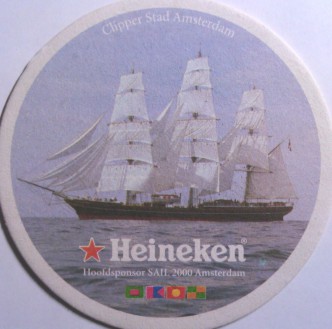 Clipper Stad Amsterdam
Heineken®
Hoofdsponsor SAIL 2000 Amsterdam